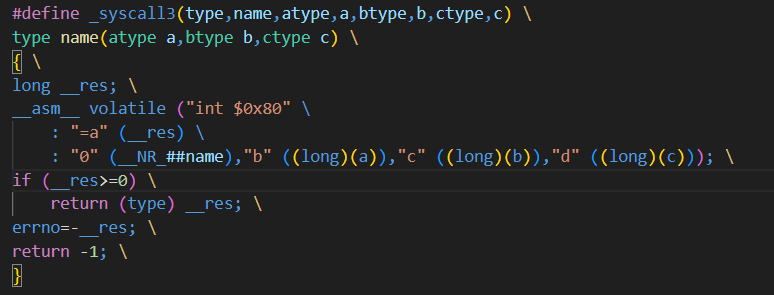 #define _syscall3(type,name,atype,a,btype,b,ctype,c) \
type name(atype a,btype b,ctype c) \
{ \
long __res; \
__asm__ volatile ("int $0x80" \
    : "=a" (__res) \
    : "0" (__NR_##name),"b" ((long)(a)),"c" ((long)(b)),"d" ((long)(c))); \
if (__res>=0) \
    return (type) __res; \
errno=-__res; \
return -1; \
}